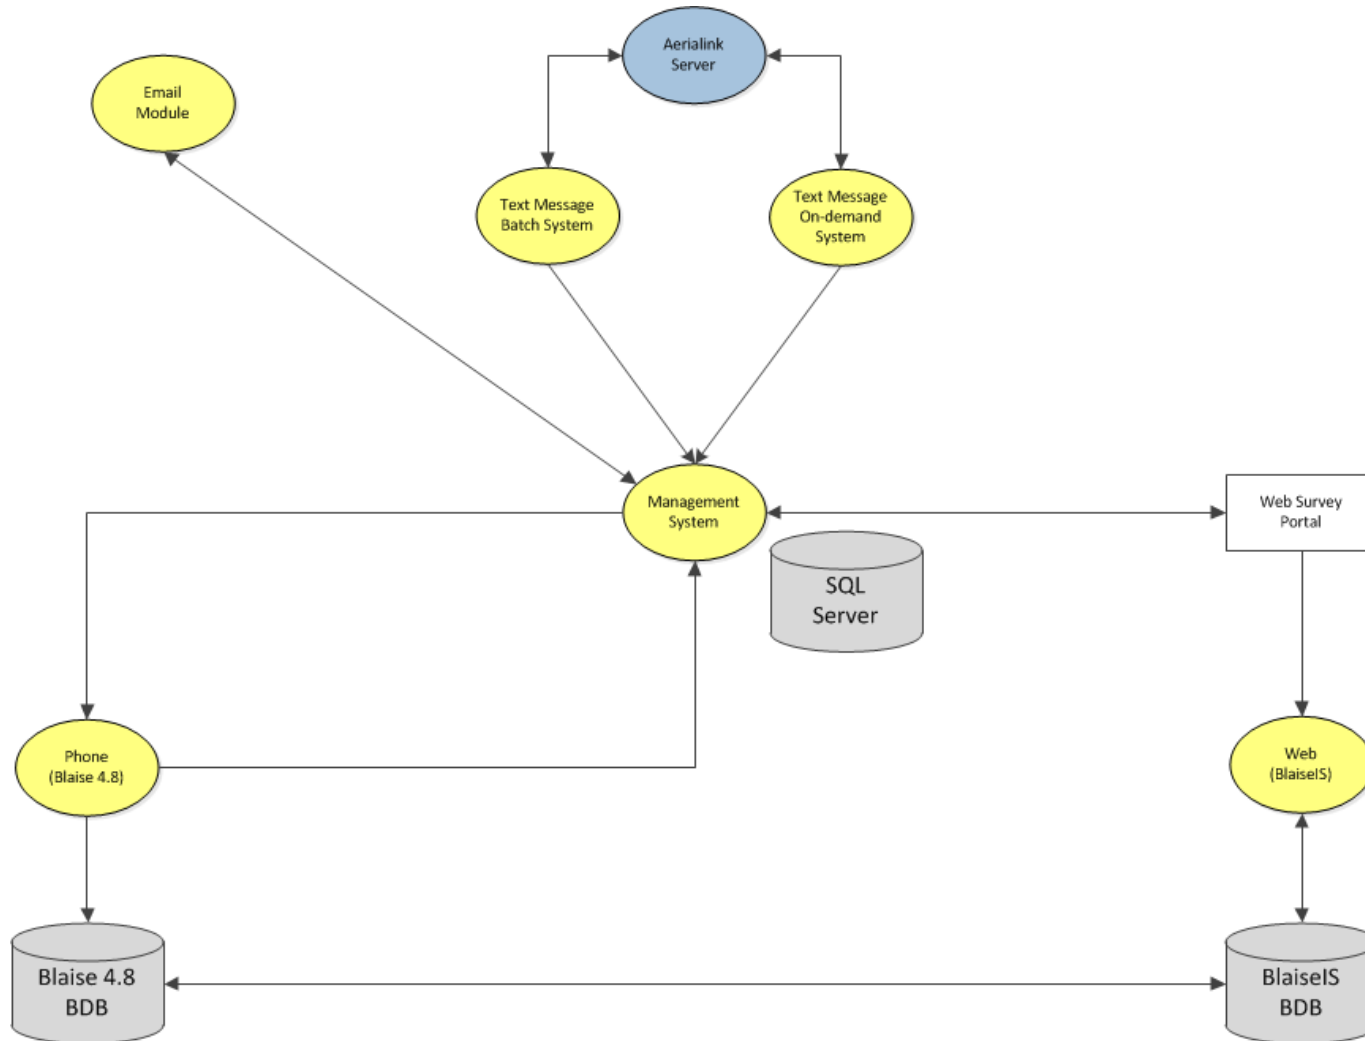 Aerialink
Server
Email
Module
Text Message
Batch System
Text Message
On-demand
System
Management
System
Web Survey
Portal
SQL
Server
Phone
(Blaise 4.8)
Web
(BlaiseIS)
Blaise 4.8
BDB
BlaiseIS
BDB